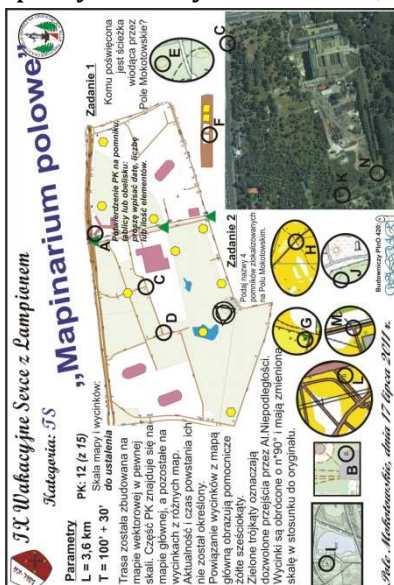 IX Wakacyjne Serce z Lampionem
Kategoria: TS
„Mapinarium polowe"
Parametry
L = 3,6 km
T = 100' + 30'
PK: 12 (z 15)
Skala mapy i wycinków:
do ustalenia
Trasa została zbudowana na
mapie wektorowej w pewnej
skali. Część PK znajduje się na
mapie głównej, a pozostałe na
wycinkach z różnych map.
Aktualność i czas powstania ich
nie został określony.
Powiązanie wycinków z mapą
główną obrazują pomocnicze
żółte sześciokąty.
Zielone trójkąty oznaczają
dozwolone przejścia przez Al.Niepodległości.
Wycinki są obrócone o n*90° i mają zmienioną
skalę w stosunku do oryginału.
Zadanie 1
Komu poświęcona
jest ścieżka
wiodąca przez
Pole Mokotowskie?
Potwierdzenie PK na pomniku,
tablicy lub obelisku:
proszę wpisać datę, liczbę
lub ilość elementów.
Zadanie 2
Podaj nazwy 4
pomników zlokalizowanych
na Polu Mokotowskim.
A
C
D
E
F
C
N
H
G
J
M
L
B
I
Budowniczy PInO 420:
Pole Mokotowskie, dnia 17 lipca 2011 r.